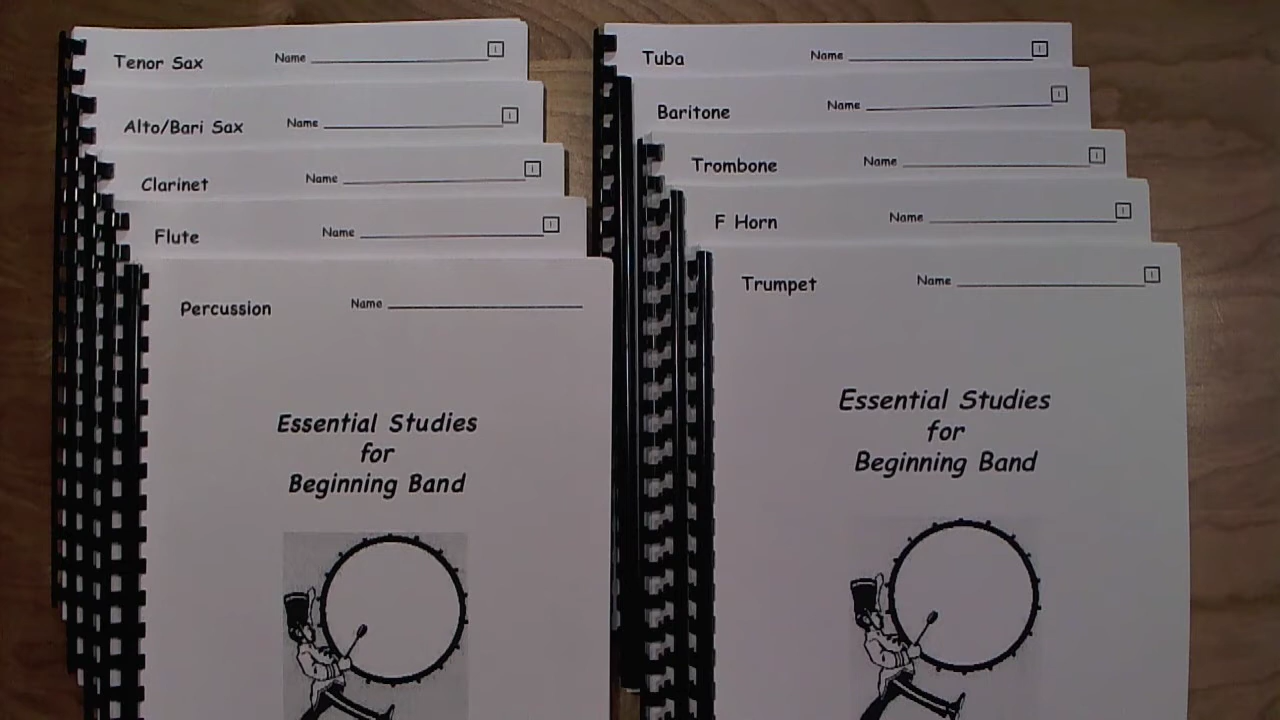 Tenor Sax Name
Alto/Bari Sax Name
Clarinet Name
Flute Name
Percussion Name
Essential Studies
for
Beginning Band
Tuba Name
Baritone Name
Trombone Name
F Horn Name
Trumpet Name
Essential Studies
for
Beginning Band